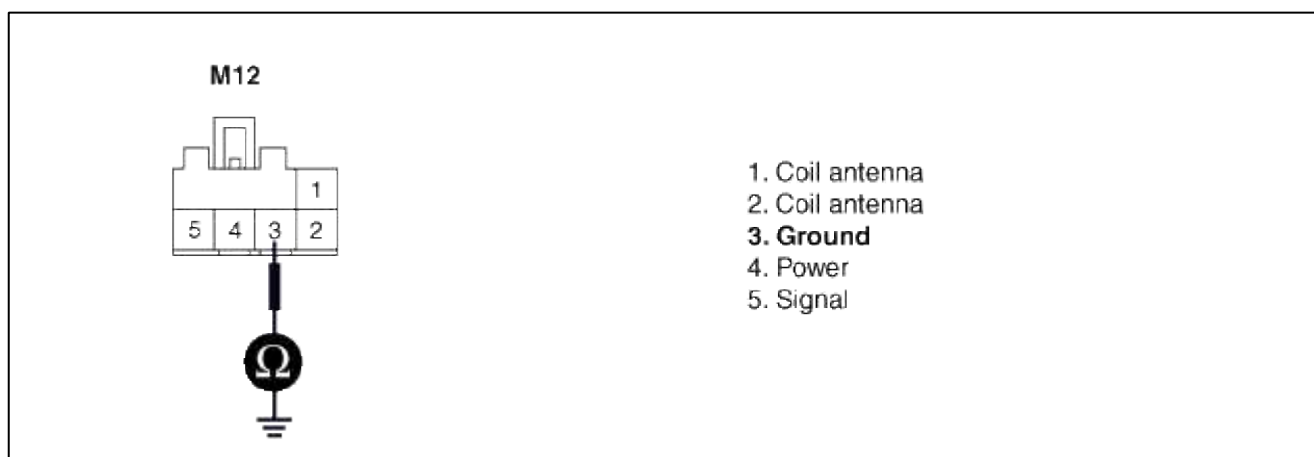 M12
1
5 4 3 2
Ω
1. Coil antenna
2. Coil antenna
3. Ground
4. Power
5. Signal